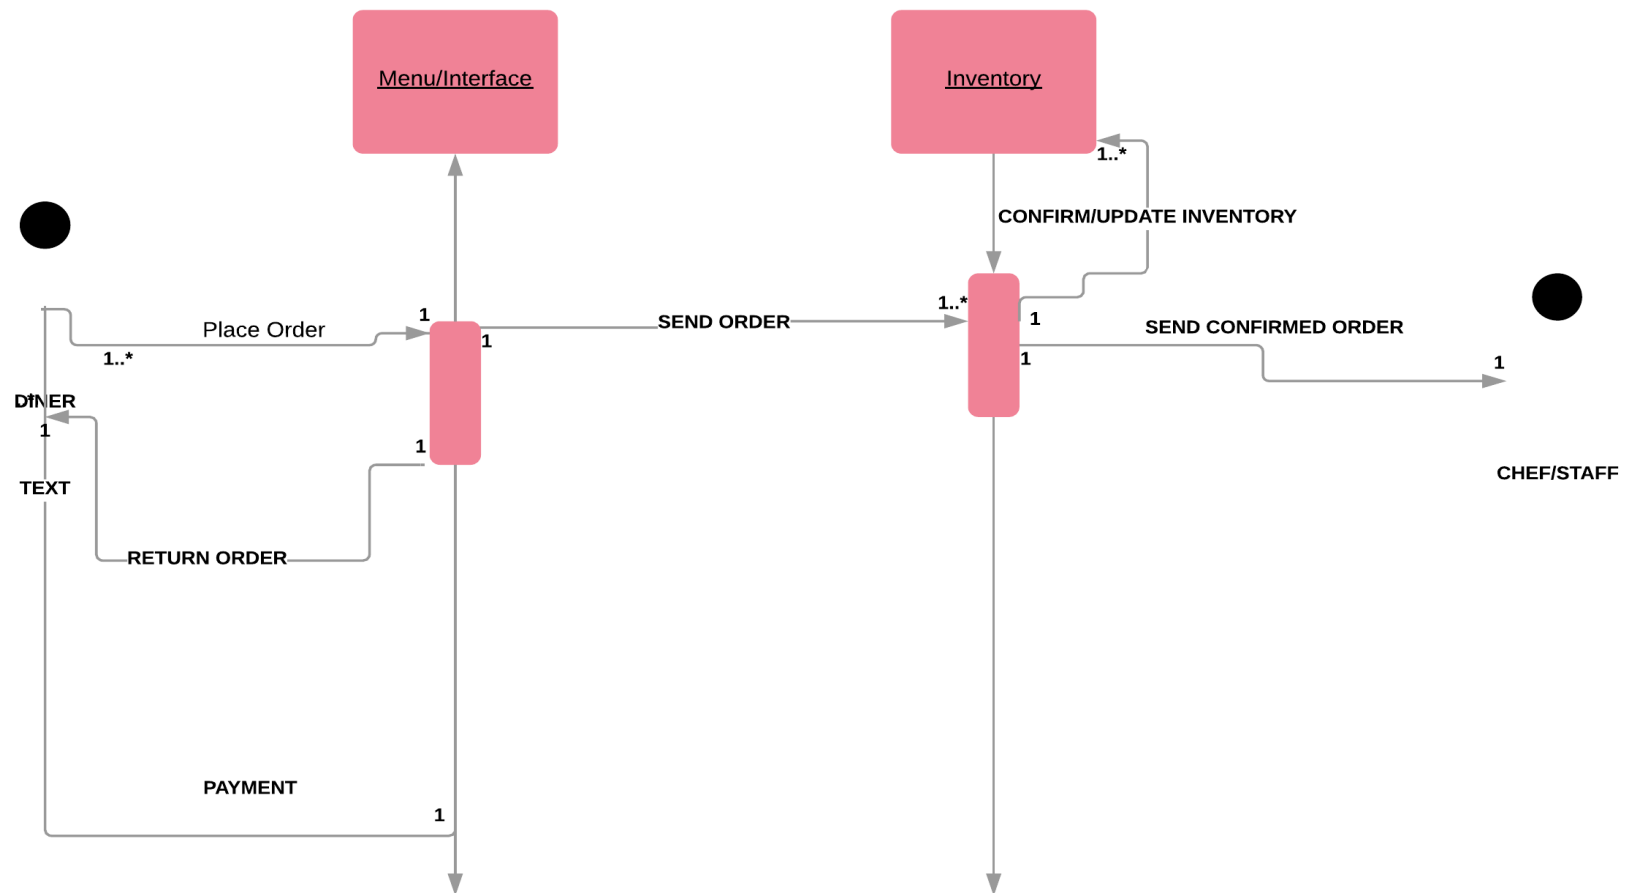 Menu/Interface
Inventory
1..*
CONFIRM/UPDATE INVENTORY
1..*
1
1
SEND ORDER
1
SEND CONFIRMED ORDER
Place Order
1
1..*
1
1
DINER
1
1
CHEF/STAFF
TEXT
RETURN ORDER
PAYMENT
1